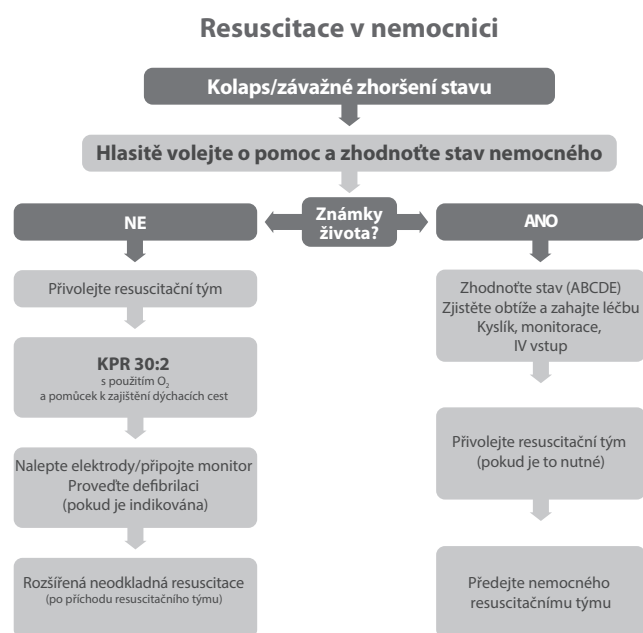 Resuscitace v nemocnici
Kolaps/závažné zhoršení stavu
Hlasitě volejte o pomoc a zhodnoťte stav nemocného
Známky
života?
NE
Přivolejte resuscitační tým
KPR 30:2
s použitím O₂
a pomůcek k zajištění dýchacích cest
Nalepte elektrody/připojte monitor
Proveďte defibrilaci
(pokud je indikována)
Rozšířená neodkladná resuscitace
(po příchodu resuscitačního týmu)
ANO
Zhodnoťte stav (ABCDE)
Zjistěte obtíže a zahajte léčbu
Kyslík, monitorace,
IV vstup
Přivolejte resuscitační tým
(pokud je to nutné)
Předejte nemocného
resuscitačnímu týmu